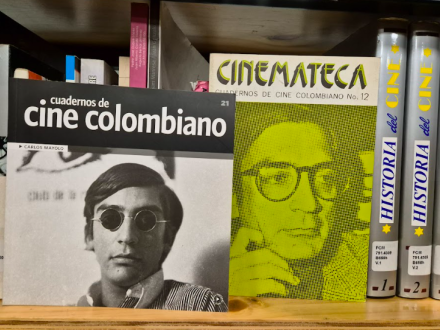 cuadernos de
cine colombiano
21
▶ CARLOS MAYOLO
CINEMATECA
CUADERNOS DE CINE COLOMBIANO No. 12
HISTORIA del CINE
1
HISTORIA del CINE
2